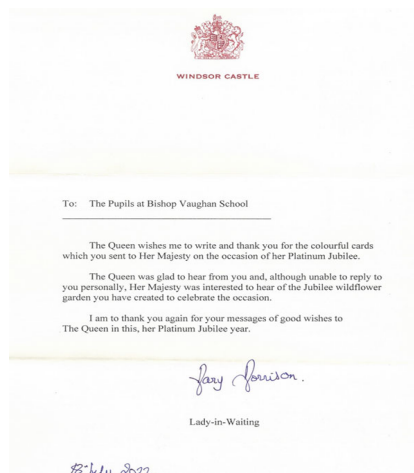 WINDSOR CASTLE
To: The Pupils at Bishop Vaughan School
The Queen wishes me to write and thank you for the colourful cards
which you sent to Her Majesty on the occasion of her Platinum Jubilee.
The Queen was glad to hear from you and, although unable to reply to
you personally, Her Majesty was interested to hear of the Jubilee wildflower
garden you have created to celebrate the occasion.
I am to thank you again for your messages of good wishes to
The Queen in this, her Platinum Jubilee year.
Morrison.
Lady-in-Waiting
July 2022